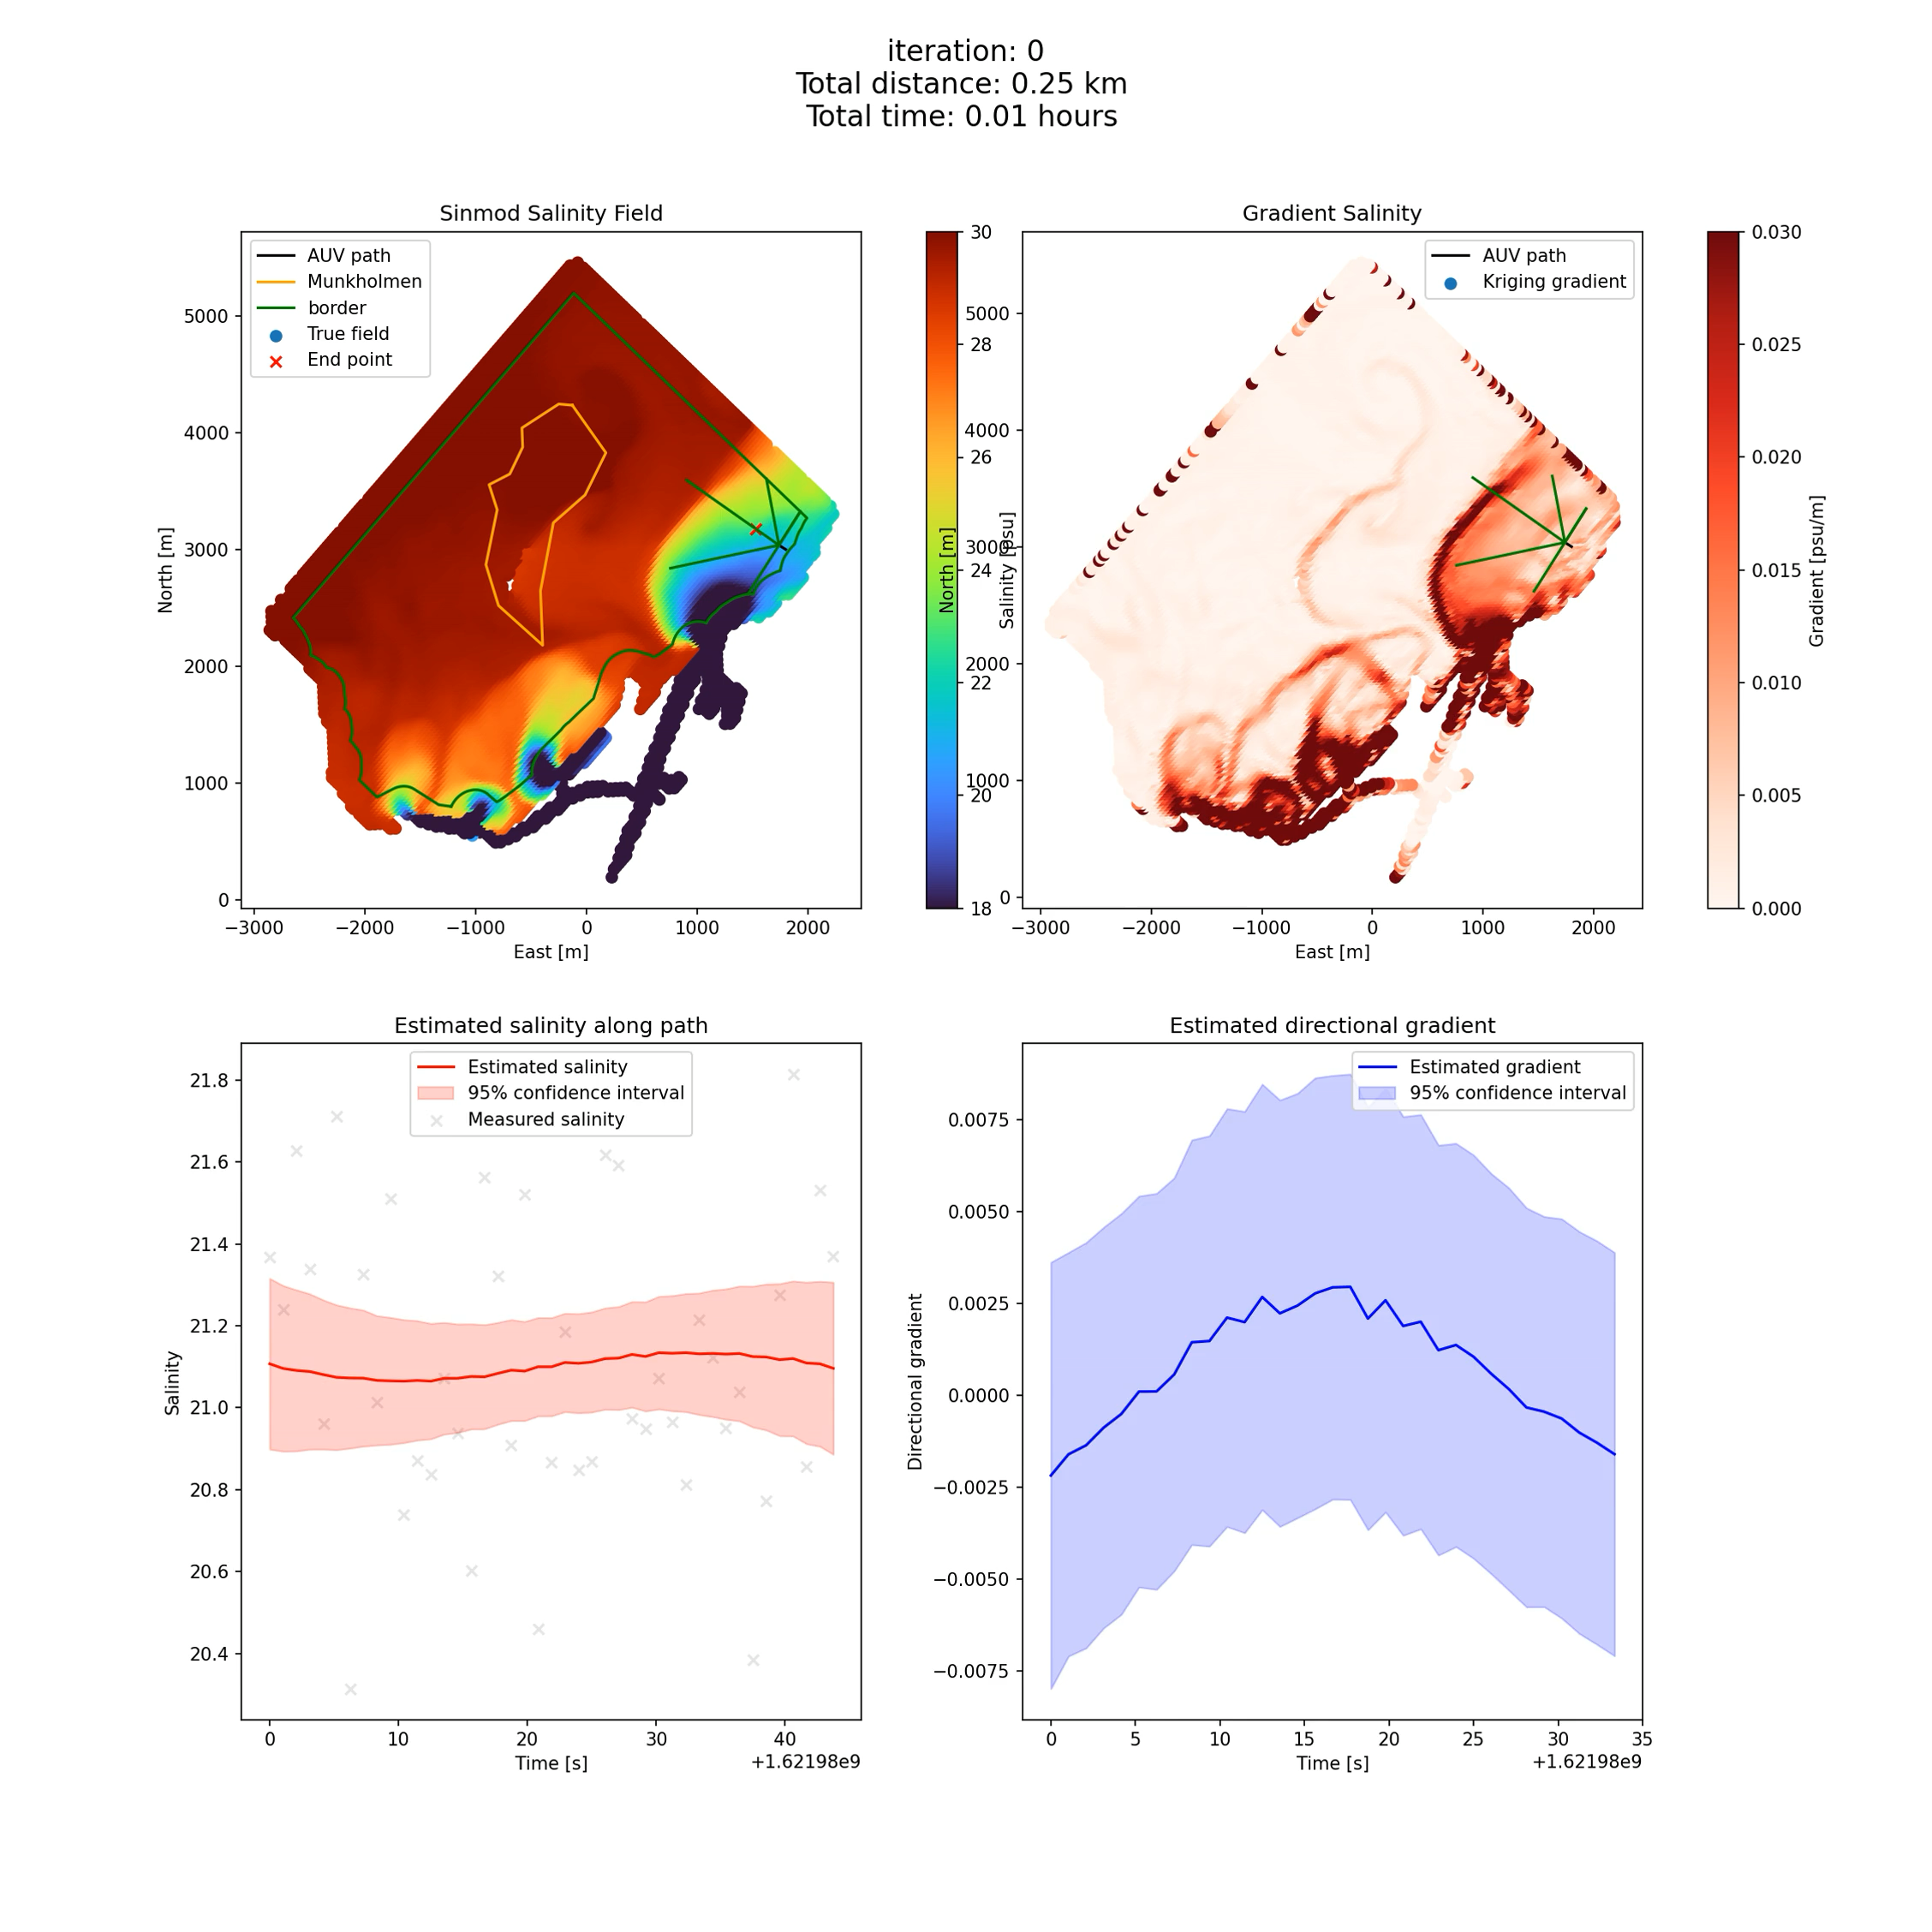 iteration: 0
Total distance: 0.25 km
Total time: 0.01 hours
Sinmod Salinity Field
AUV path
Munkholmen
border
True field
End point
5000
4000
3000
2000
1000
0
North [m]
−3000
−2000
−1000
0
1000
2000
East [m]
30
28
26
24
22
20
18
Salinity [psu]
Gradient Salinity
AUV path
Kriging gradient
5000
4000
3000
2000
1000
0
North [m]
−3000
−2000
−1000
0
1000
2000
East [m]
0.030
0.025
0.020
0.015
0.010
0.005
0.000
Gradient [psu/m]
Estimated salinity along path
Estimated salinity
95% confidence interval
Measured salinity
21.8
21.6
21.4
21.2
21.0
20.8
20.6
20.4
Salinity
0
10
20
30
40
Time [s]
+1.62198e9
Estimated directional gradient
Estimated gradient
95% confidence interval
0.0075
0.0050
0.0025
0.0000
−0.0025
−0.0050
−0.0075
Directional gradient
0
5
10
15
20
25
30
35
Time [s]
+1.62198e9